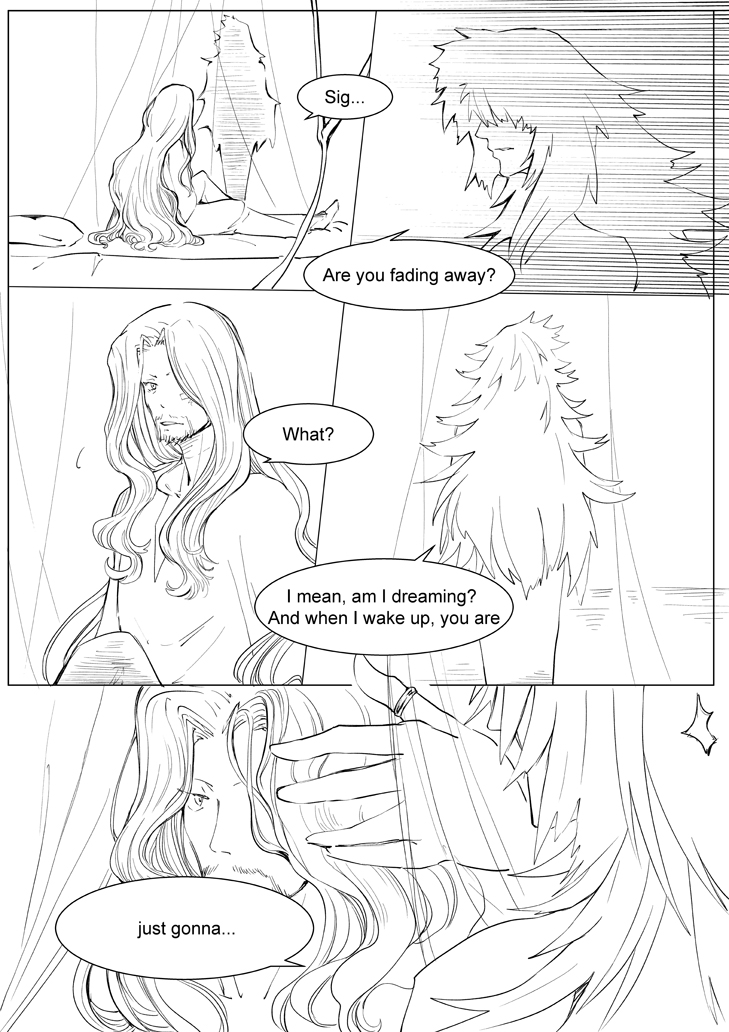 Sig...
Are you fading away?
What?
I mean, am I dreaming?
And when I wake up, you are
just gonna...